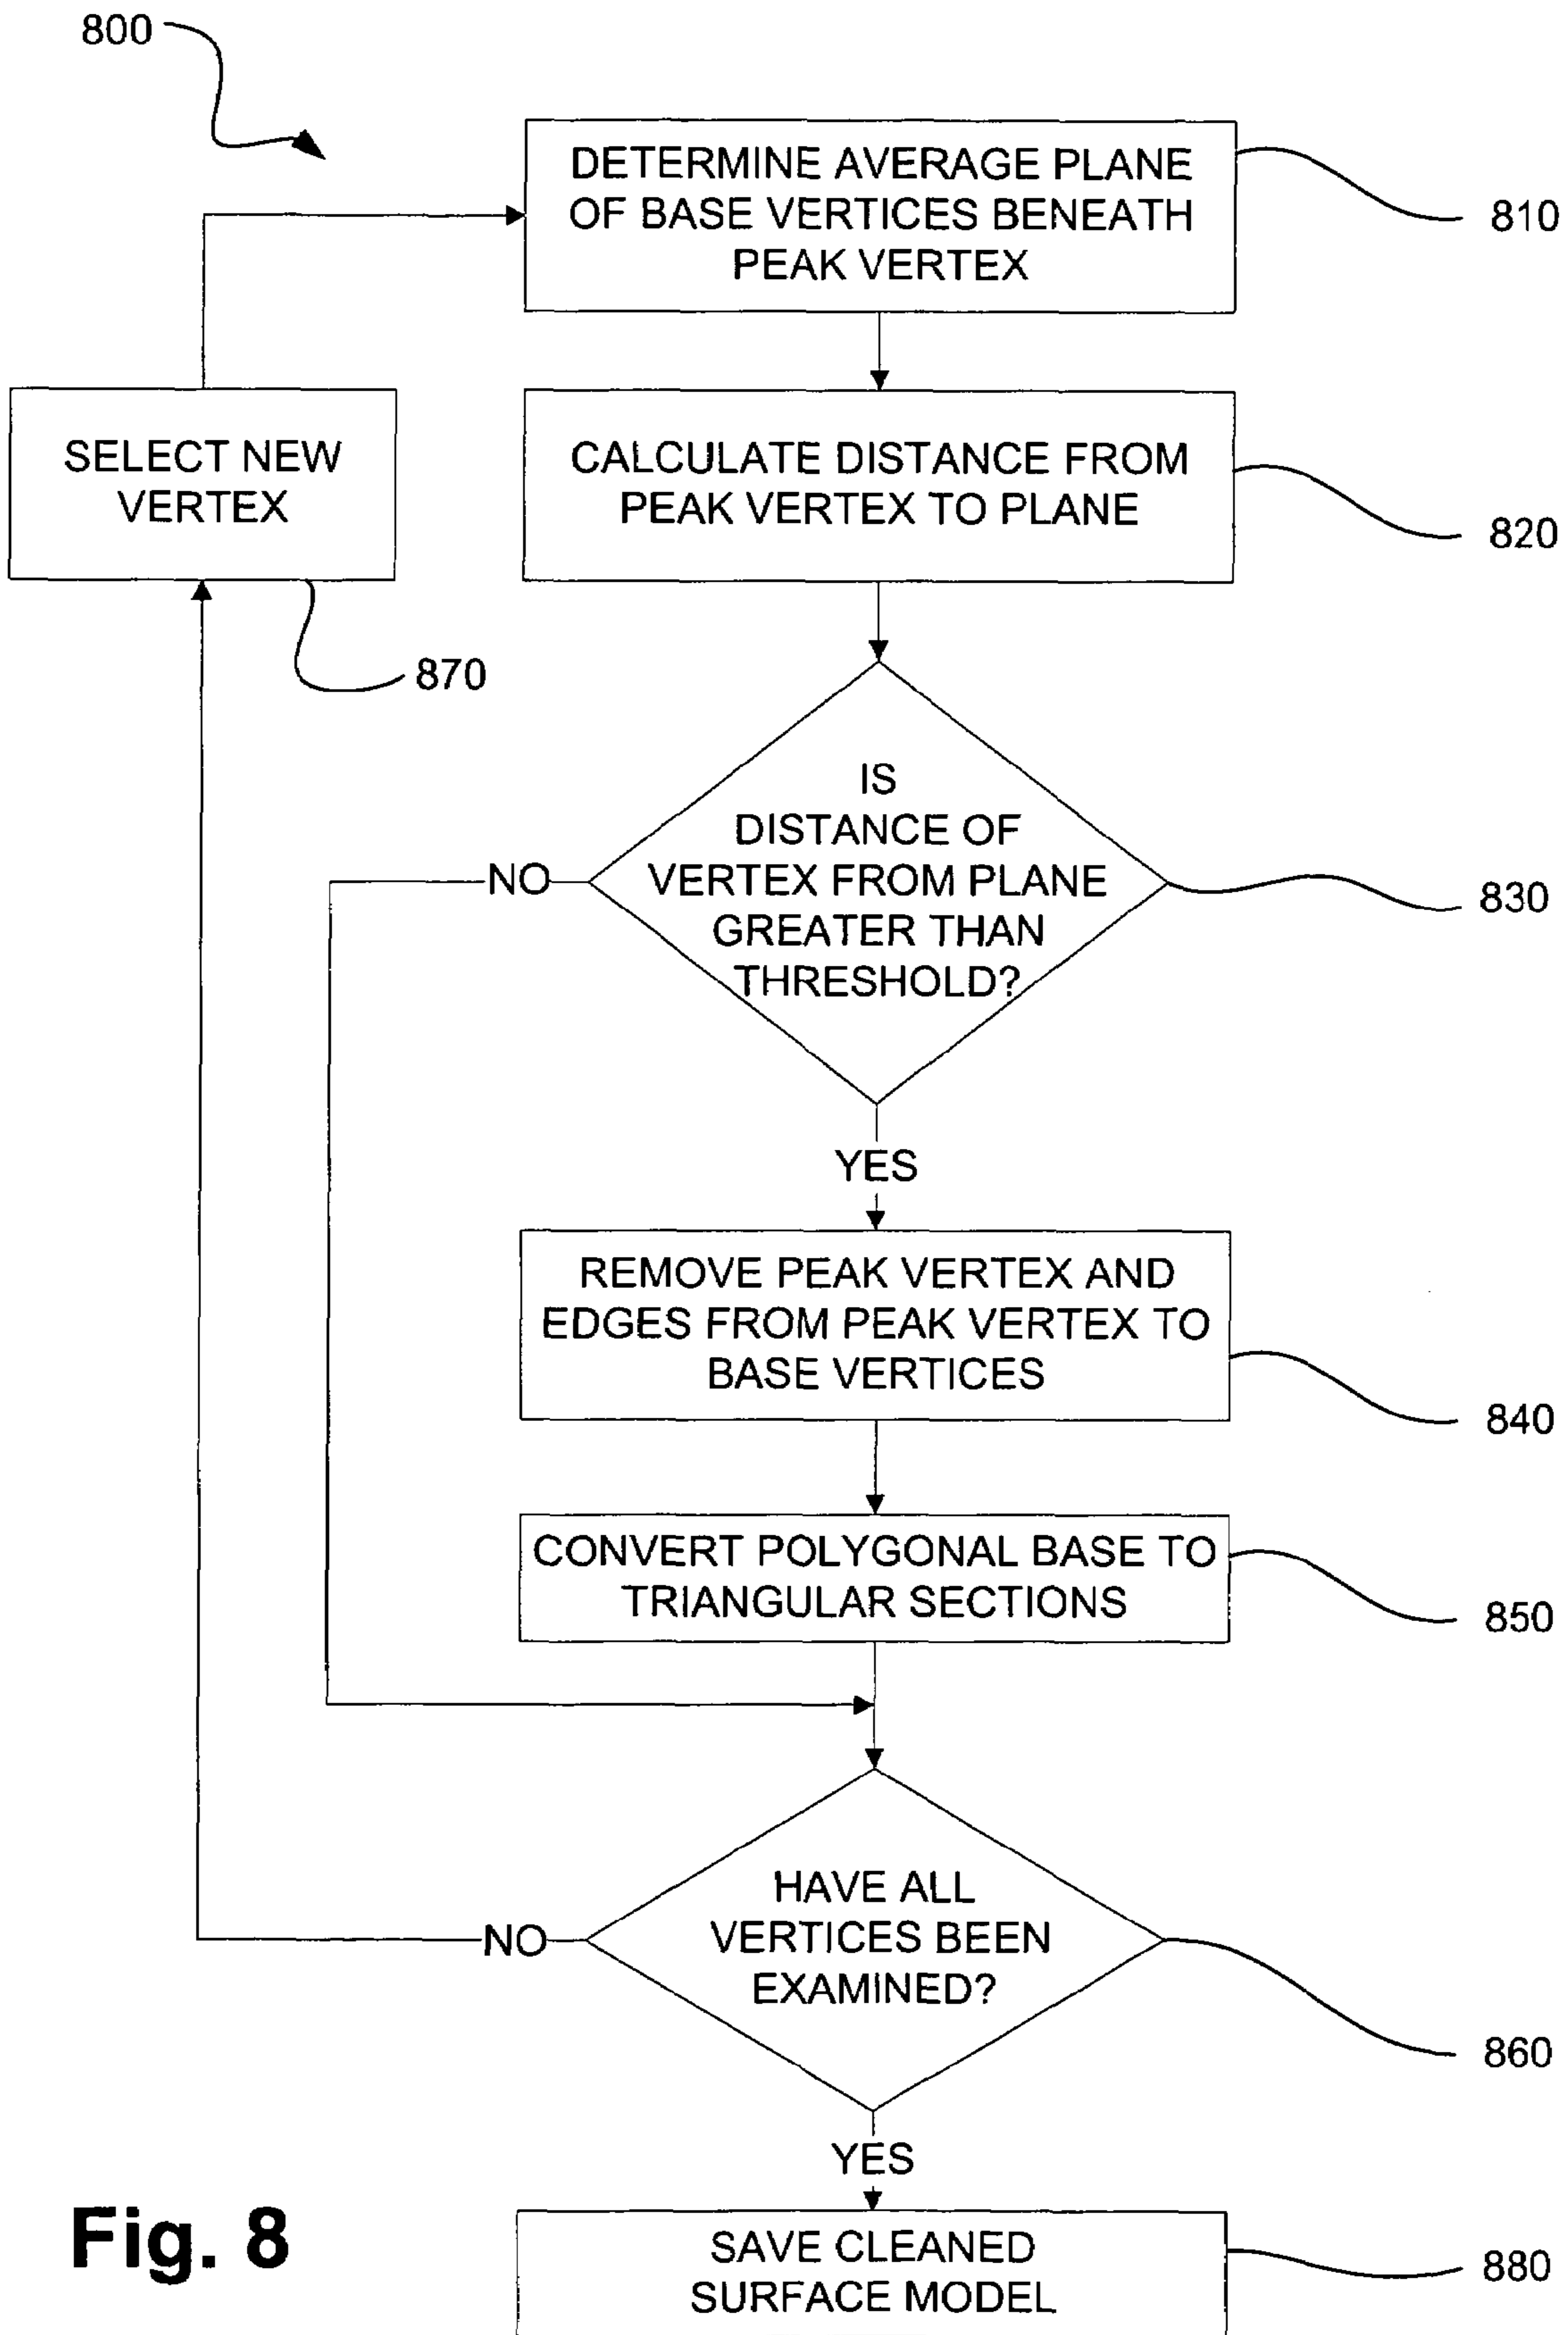 800
DETERMINE AVERAGE PLANE
OF BASE VERTICES BENEATH
PEAK VERTEX
810
SELECT NEW
VERTEX
870
CALCULATE DISTANCE FROM
PEAK VERTEX TO PLANE
820
IS
DISTANCE OF
VERTEX FROM PLANE
GREATER THAN
THRESHOLD?
NO
830
YES
REMOVE PEAK VERTEX AND
EDGES FROM PEAK VERTEX TO
BASE VERTICES
840
CONVERT POLYGONAL BASE TO
TRIANGULAR SECTIONS
850
HAVE ALL
VERTICES BEEN
EXAMINED?
NO
860
YES
SAVE CLEANED
SURFACE MODEL
880
Fig. 8